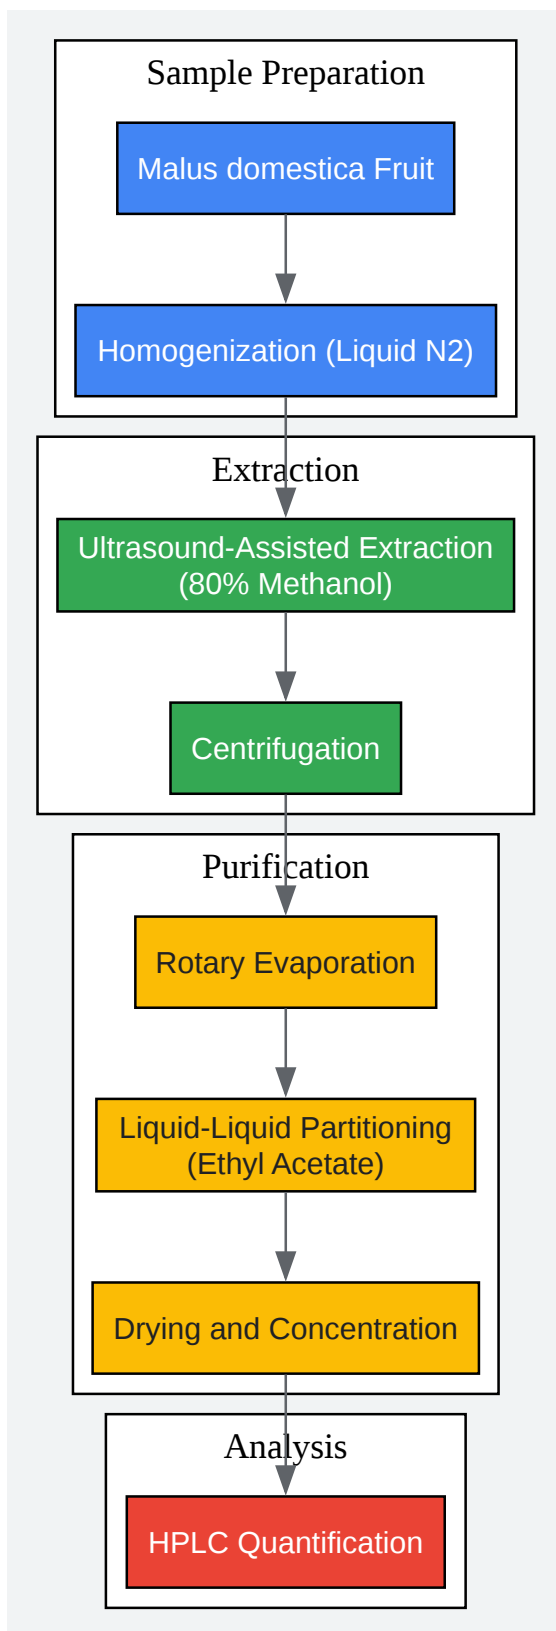 Sample Preparation
Malus domestica Fruit
Homogenization (Liquid N2)
Extraction
Ultrasound-Assisted Extraction
(80% Methanol)
Centrifugation
Purification
Rotary Evaporation
Liquid-Liquid Partitioning
(Ethyl Acetate)
Drying and Concentration
Analysis
HPLC Quantification